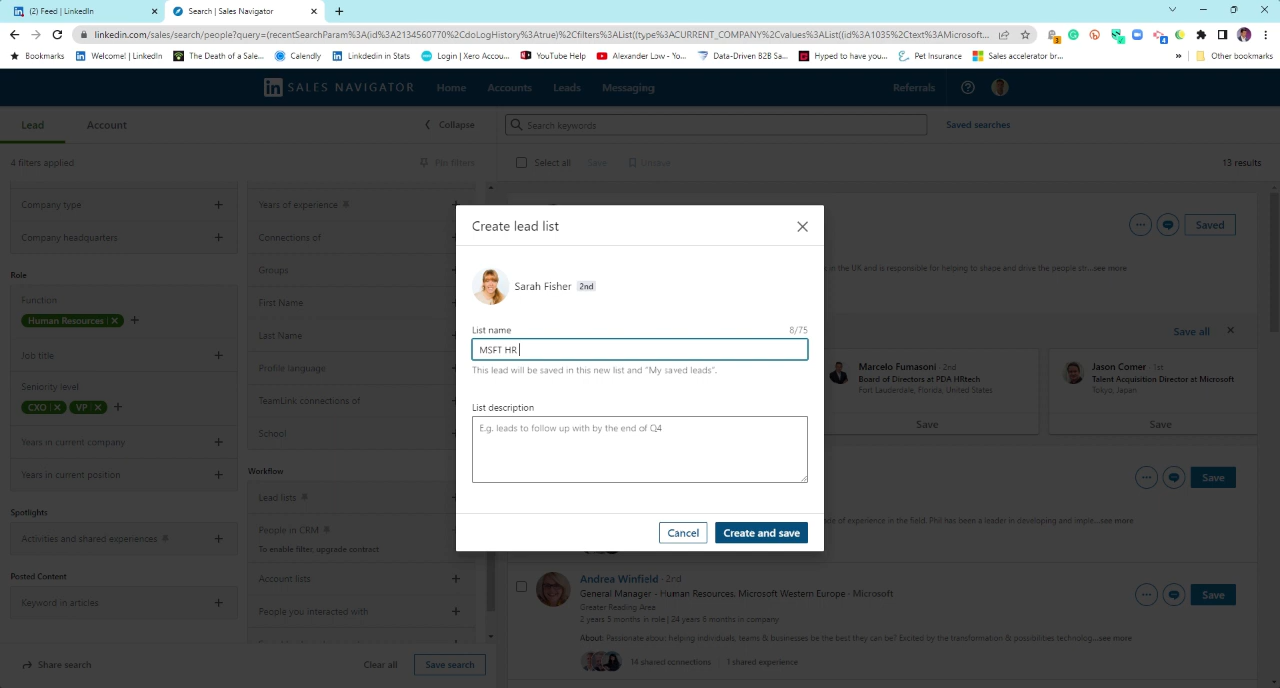 (2) Feed | LinkedIn
Search | Sales Navigator
linkedin.com/sales/search/people?query=(recentSearchParam%3A(id%3A2134560770%2CdoLogHistory%3Atrue)%2Cfilters%3AList((type%3ACURRENT_COMPANY%2Cvalues%3AList((id%3A1035%2Ctext%3AMicrosoft...
Bookmarks
Welcome! | LinkedIn
The Death of a Sale...
Calendly
Linkdedin in Stats
Login | Xero Accou...
YouTube Help
Alexander Low - Yo...
Data-Driven B2B Sa...
Hyped to have you...
Pet Insurance
Sales accelerator br...
»
Other bookmarks
in SALES NAVIGATOR
Home
Accounts
Leads
Messaging
Referrals
Lead
Account
Collapse
Search keywords
Saved searches
4 filters applied
Pin filters
Select all
Save
Unsave
13 results
Company type
Company headquarters
Role
Function
Human Resources
Job title
Seniority level
CXO
VP
Years in current company
Years in current position
Spotlights
Activities and shared experiences
Posted Content
Keyword in articles
Years of experience
Connections of
Groups
First Name
Last Name
Profile language
TeamLink connections of
School
Workflow
Lead lists
People in CRM
To enable filter, upgrade contract
Account lists
People you interacted with
Share search
Clear all
Save search
Create lead list
Sarah Fisher 2nd
List name
8/75
MSFT HR
This lead will be saved in this new list and "My saved leads".
List description
E.g. leads to follow up with by the end of Q4
Cancel
Create and save
Saved
in the UK and is responsible for helping to shape and drive the people str...see more
Save all
Marcelo Fumasoni · 2nd
Board of Directors at PDA HRtech
Fort Lauderdale, Florida, United States
Save
Jason Comer · 1st
Talent Acquisition Director at Microsoft
Tokyo, Japan
Save
Save
of experience in the field. Phil has been a leader in developing and imple...see more
Andrea Winfield · 2nd
General Manager - Human Resources, Microsoft Western Europe · Microsoft
Greater Reading Area
2 years 5 months in role | 24 years 6 months in company
About: Passionate about helping individuals, teams & businesses be the best they can be! Excited by the transformation & possibilities technolog...see more
14 shared connections
1 shared experience
Save